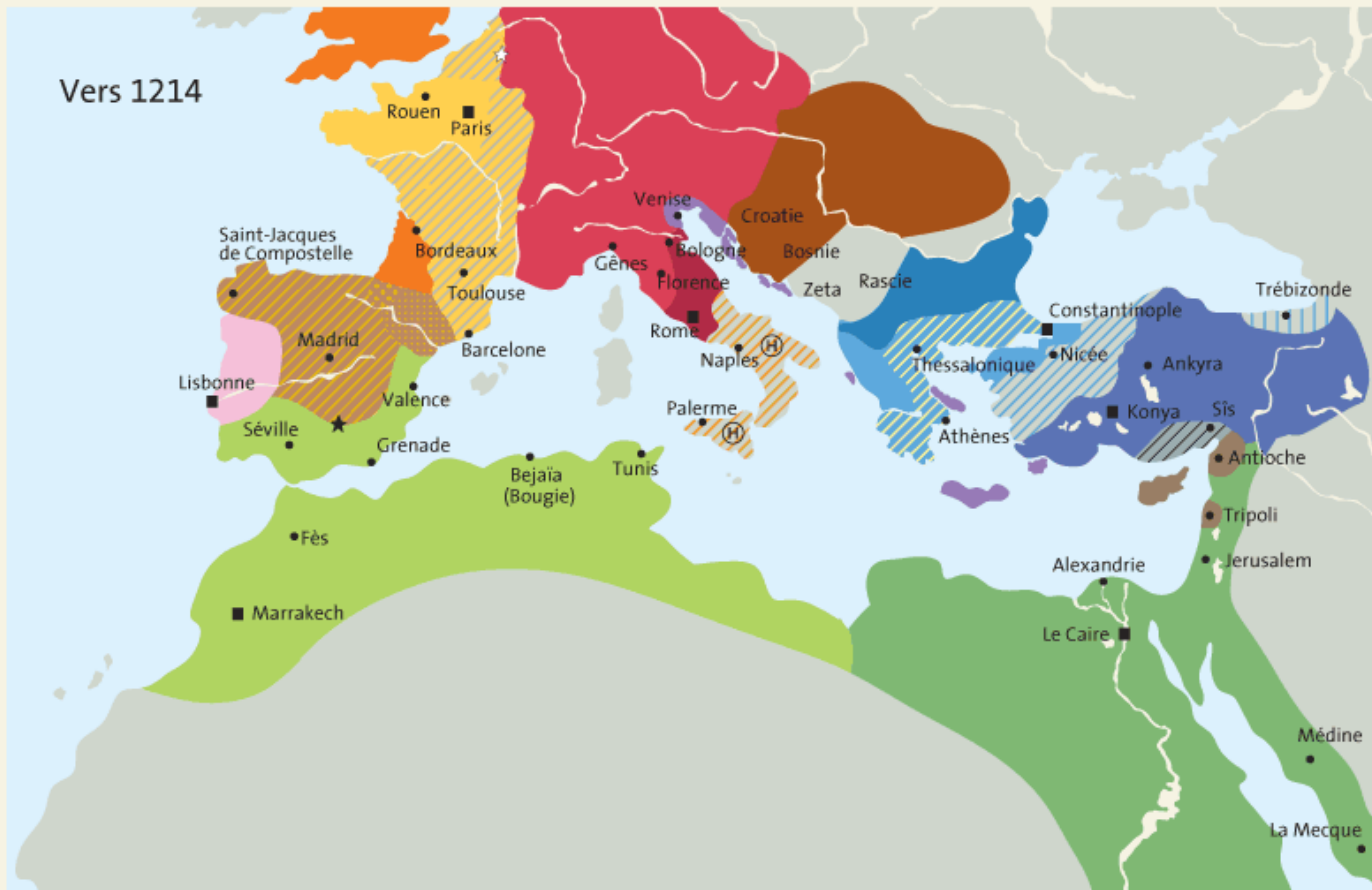 Vers 1214
Rouen
Paris
Venise
Croatie
Saint-Jacques
de Compostelle
Bordeaux
Bologne
Bosnie
Gênes
Toulouse
Florence
Zeta
Rascie
Trébizonde
Constantinople
Rome
Madrid
Barcelone
Naples
H
Thessalonique
Nicée
Ankyra
Lisbonne
Valence
Palerme
H
Konya
Sîs
Séville
Grenade
Athènes
Bejaïa
(Bougie)
Tunis
Antioche
Tripoli
Fès
Alexandrie
Jerusalem
Marrakech
Le Caire
Médine
La Mecque